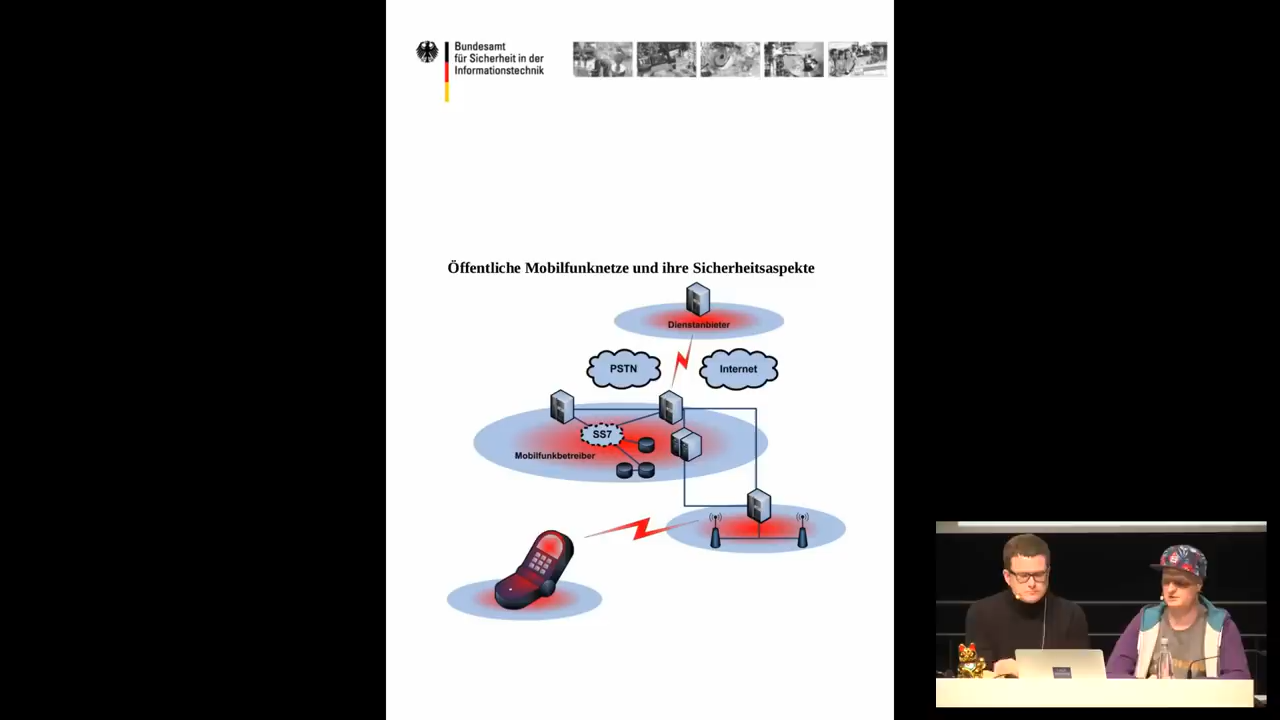 Bundesamt
für Sicherheit in der
Informationstechnik
Öffentliche Mobilfunknetze und ihre Sicherheitsaspekte
Dienstanbieter
PSTN
Internet
SS7
Mobilfunkbetreiber